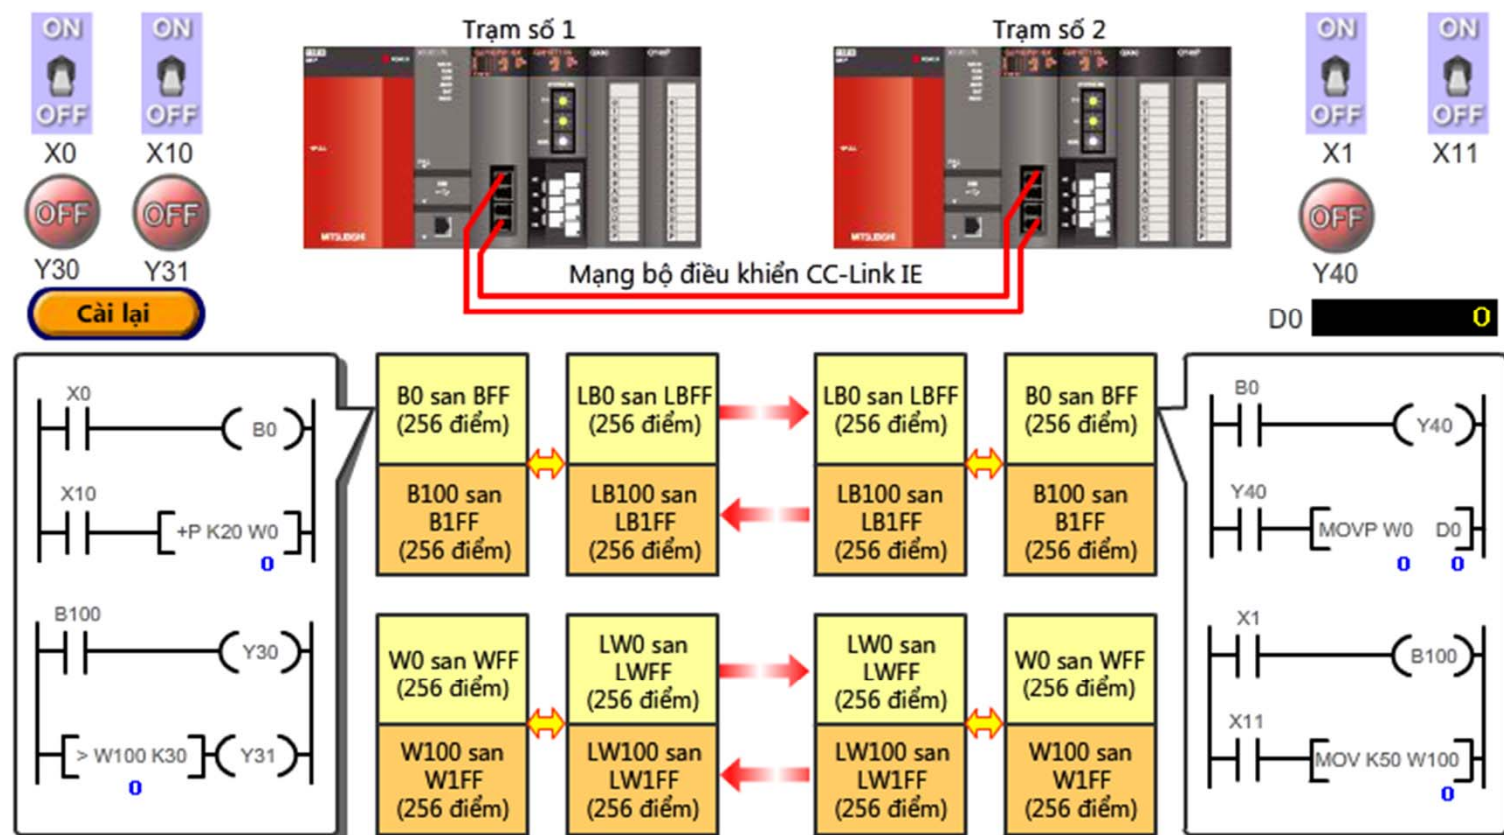 ON
ON
Trạm số 1
Trạm số 2
ON
ON
OFF
OFF
OFF
OFF
X0
X10
X1
X11
OFF
OFF
OFF
MITSUBISHI
MITSUBISHI
Y30
Y31
Mạng bộ điều khiển CC-Link IE
Y40
Cài lại
D0
0
X0
B0
X10
+P K20 W0
0
B100
Y30
> W100 K30
Y31
0
B0 san BFF
(256 điểm)
LB0 san LBFF
(256 điểm)
LB0 san LBFF
(256 điểm)
B0 san BFF
(256 điểm)
B100 san
B1FF
(256 điểm)
LB100 san
LB1FF
(256 điểm)
LB100 san
LB1FF
(256 điểm)
B100 san
B1FF
(256 điểm)
W0 san WFF
(256 điểm)
LW0 san
LWFF
(256 điểm)
LW0 san
LWFF
(256 điểm)
W0 san WFF
(256 điểm)
W100 san
W1FF
(256 điểm)
LW100 san
LW1FF
(256 điểm)
LW100 san
LW1FF
(256 điểm)
W100 san
W1FF
(256 điểm)
B0
Y40
Y40
MOVP W0 D0
0 0
X1
B100
X11
MOV K50 W100
0